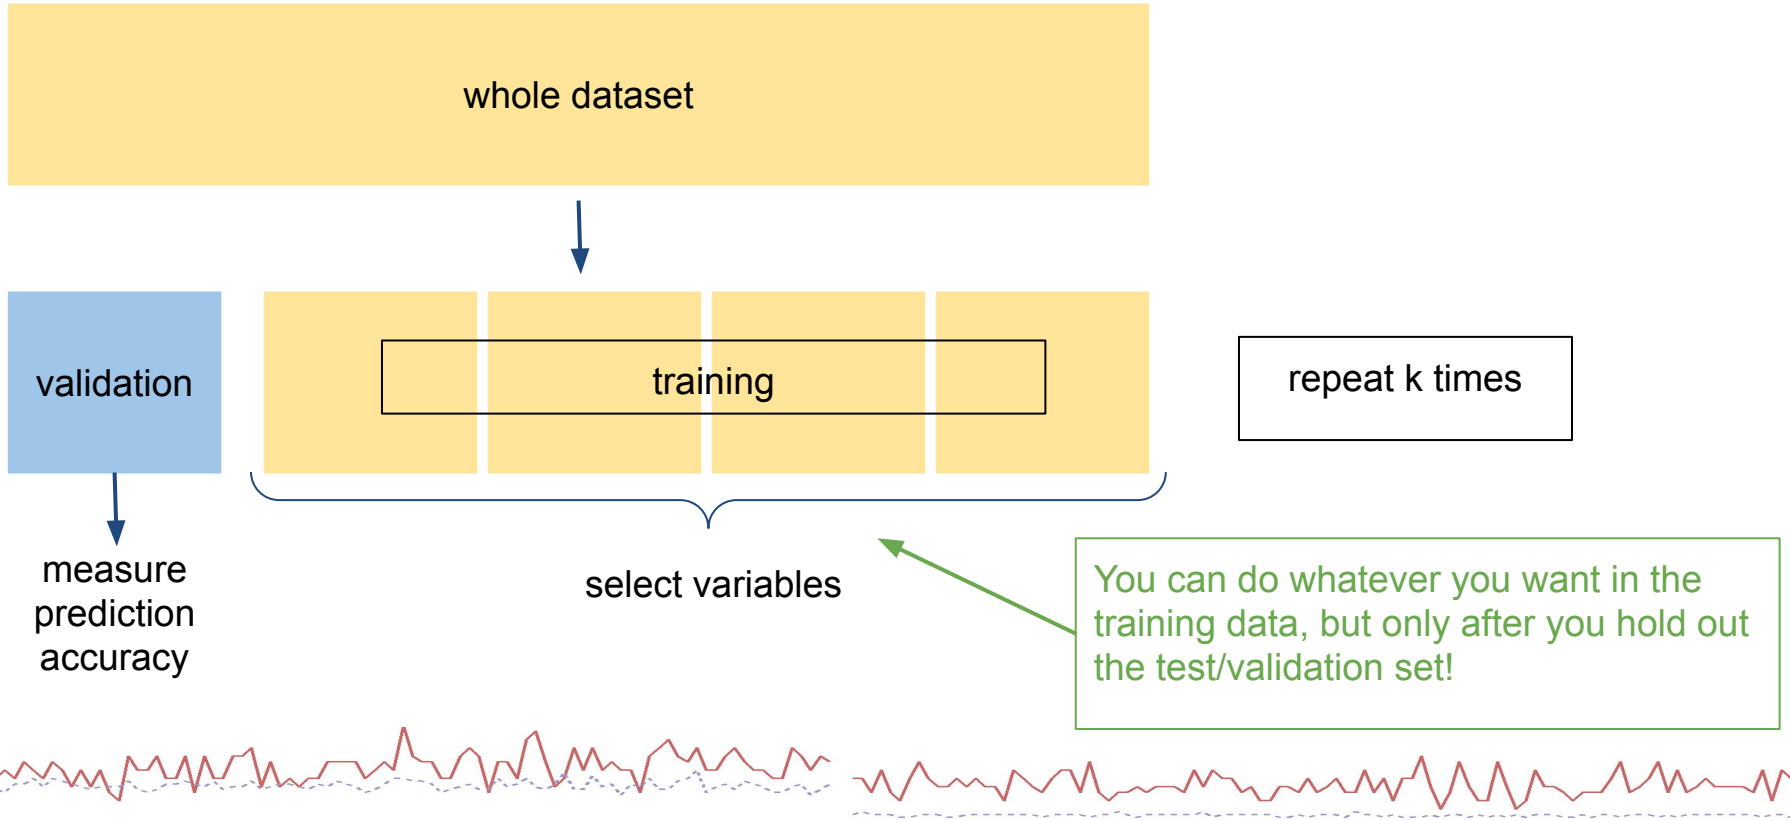 whole dataset
validation
training
repeat k times
measure
prediction
accuracy
select variables
You can do whatever you want in the
training data, but only after you hold out
the test/validation set!